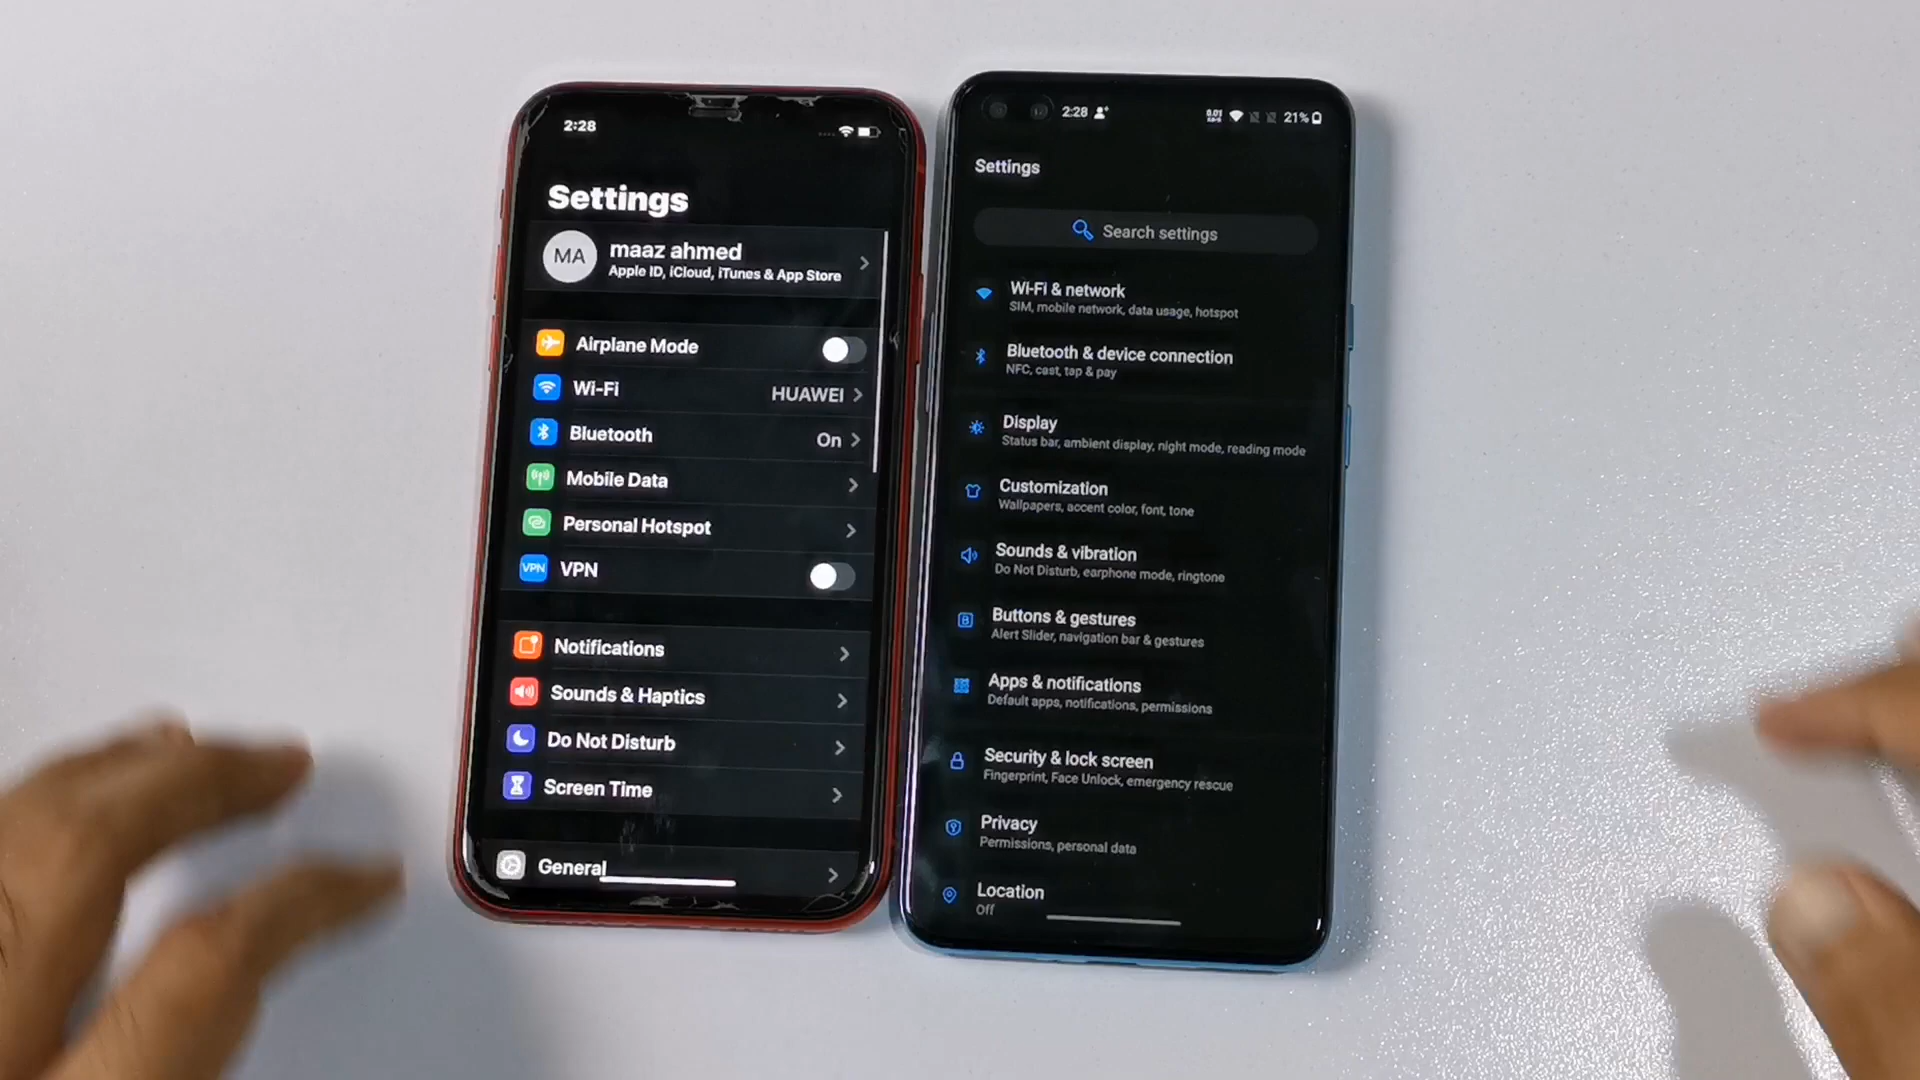 2:28
Settings
MA
maaz ahmed
Apple ID, iCloud, iTunes & App Store
Airplane Mode
Wi-Fi
HUAWEI
Bluetooth
On
Mobile Data
Personal Hotspot
VPN
VPN
Notifications
Sounds & Haptics
Do Not Disturb
Screen Time
General
2:28
21%
Settings
Search settings
Wi-Fi & network
SIM, mobile network, data usage, hotspot
Bluetooth & device connection
NFC, cast, tap & pay
Display
Status bar, ambient display, night mode, reading mode
Customization
Wallpapers, accent color, font, tone
Sounds & vibration
Do Not Disturb, earphone mode, ringtone
Buttons & gestures
Alert Slider, navigation bar & gestures
Apps & notifications
Default apps, notifications, permissions
Security & lock screen
Fingerprint, Face Unlock, emergency rescue
Privacy
Permissions, personal data
Location
Off